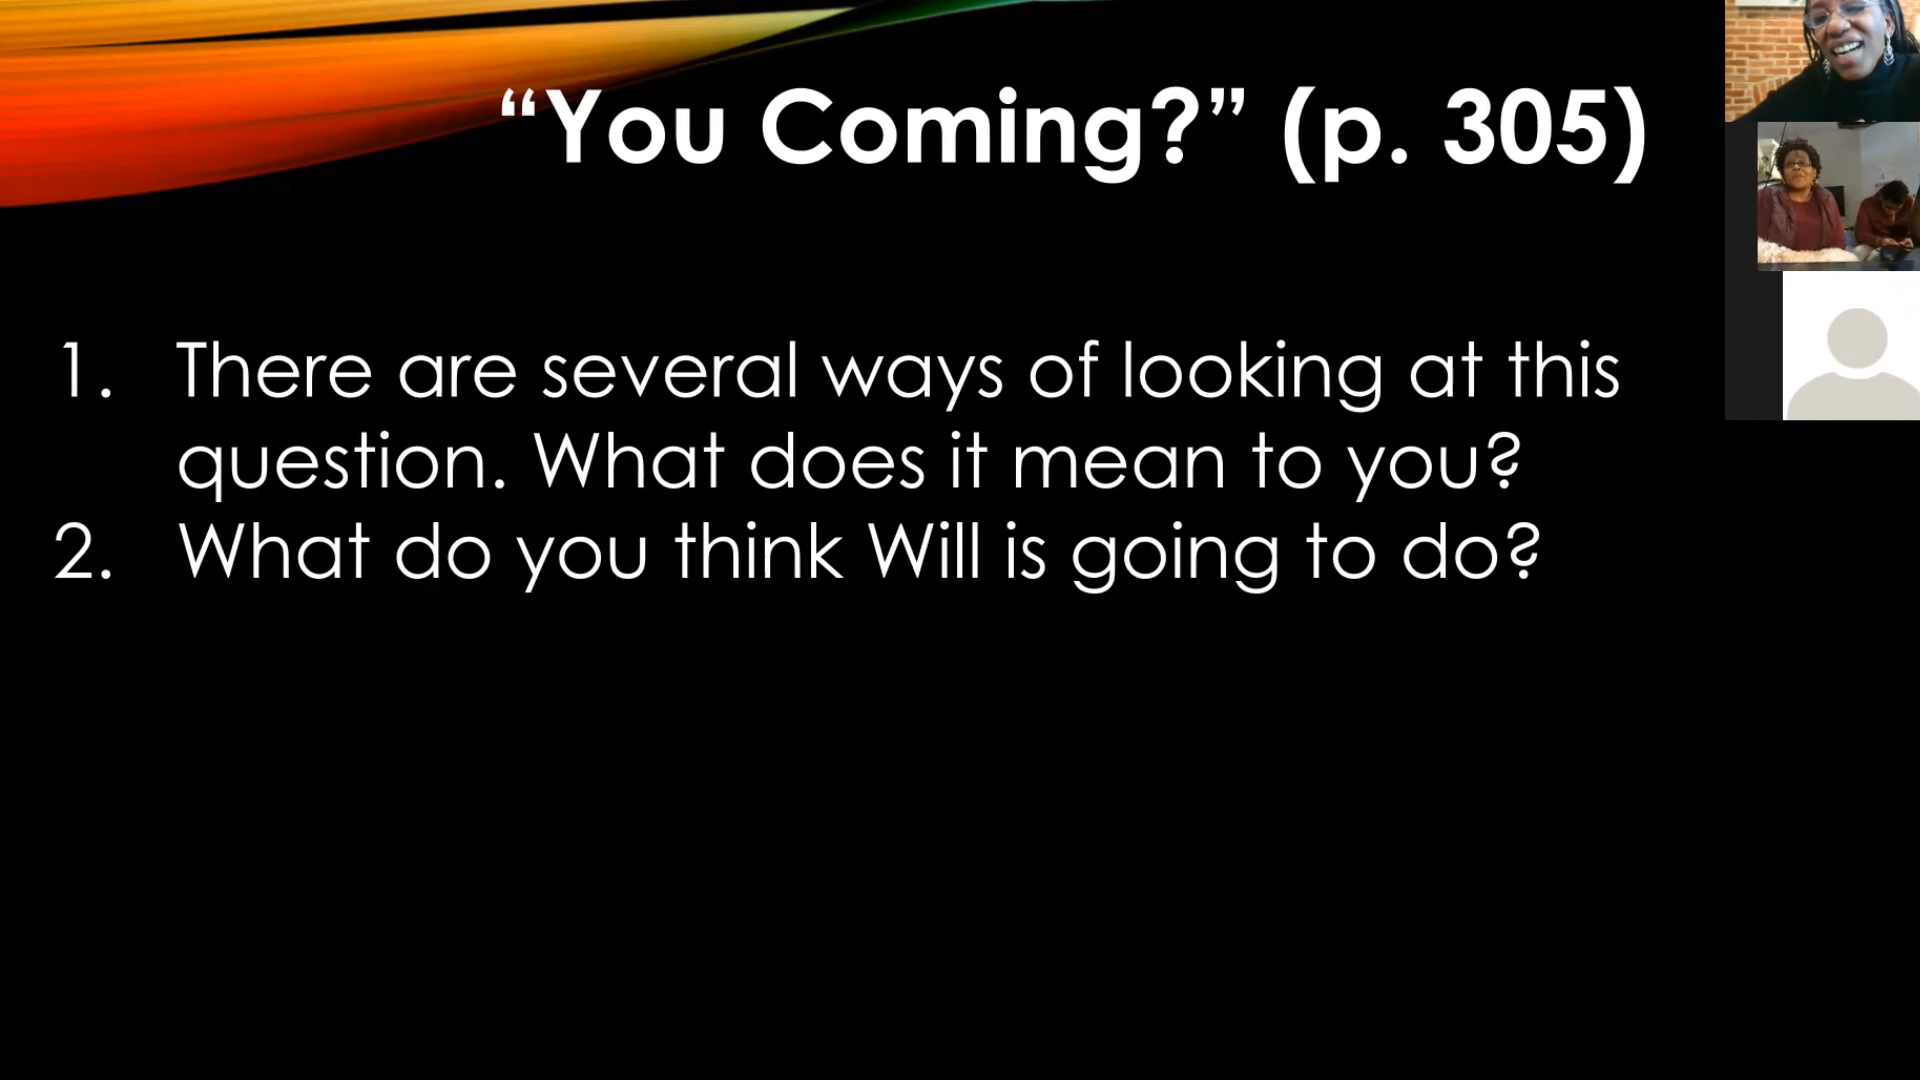 “You Coming?” (p. 305)
1. There are several ways of looking at this
question. What does it mean to you?
2. What do you think Will is going to do?